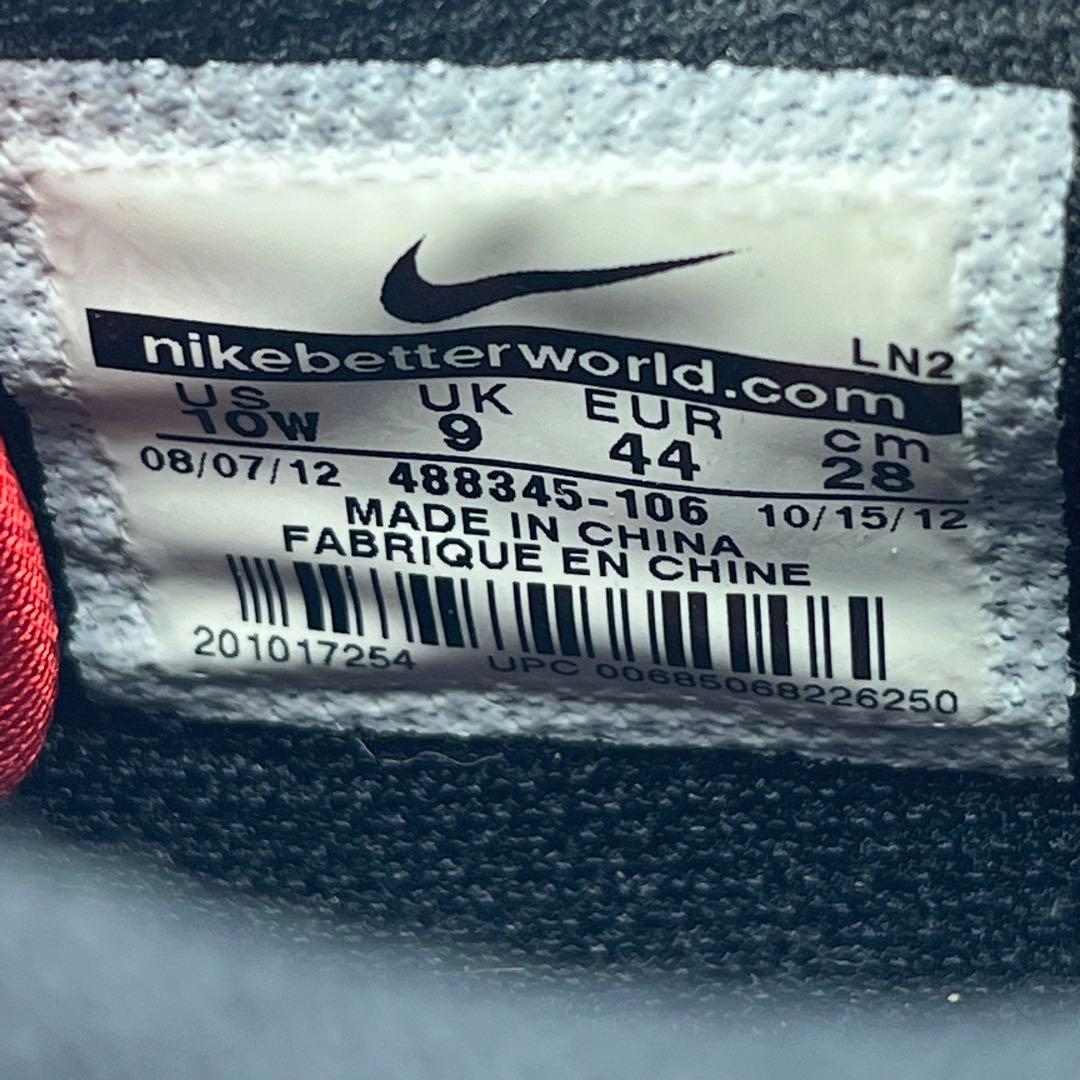 LN2
nikebetterworld.com
US UK EUR cm
10W 9 44 28
08/07/12 488345-106 10/15/12
MADE IN CHINA
FABRIQUE EN CHINE
201017254 UPC 00685068226250